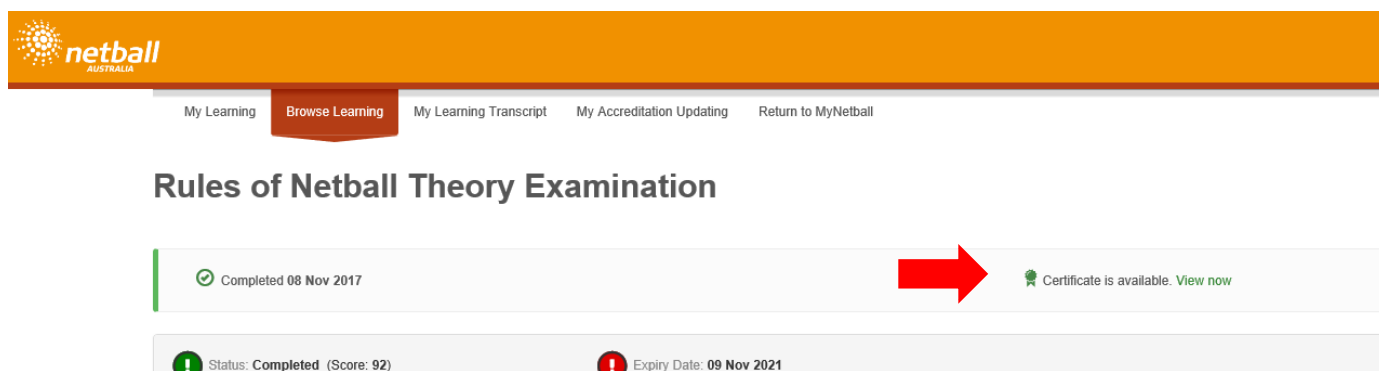 netball
AUSTRALIA
My Learning Browse Learning My Learning Transcript My Accreditation Updating Return to MyNetball
Rules of Netball Theory Examination
Completed 08 Nov 2017 Certificate is available. View now
Status: Completed (Score: 92) Expiry Date: 09 Nov 2021